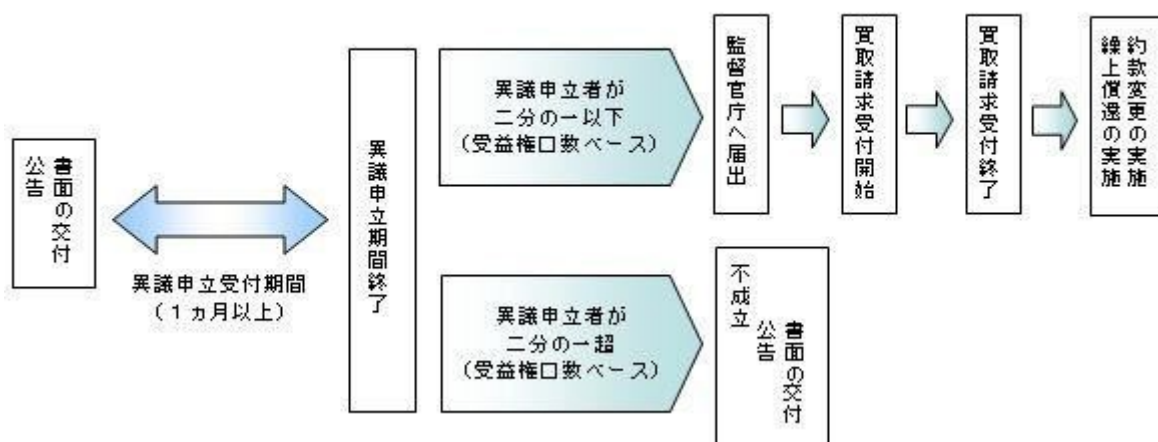 公告
書面の交付
異議申立受付期間
（１ヵ月以上）
異議申立期間終了
異議申立者が
二分の一以下
（受益権口数ベース）
監督官庁へ届出
買取請求受付開始
買取請求受付終了
約款変更の実施
繰上償還の実施
異議申立者が
二分の一超
（受益権口数ベース）
不成立
公告
書面の交付